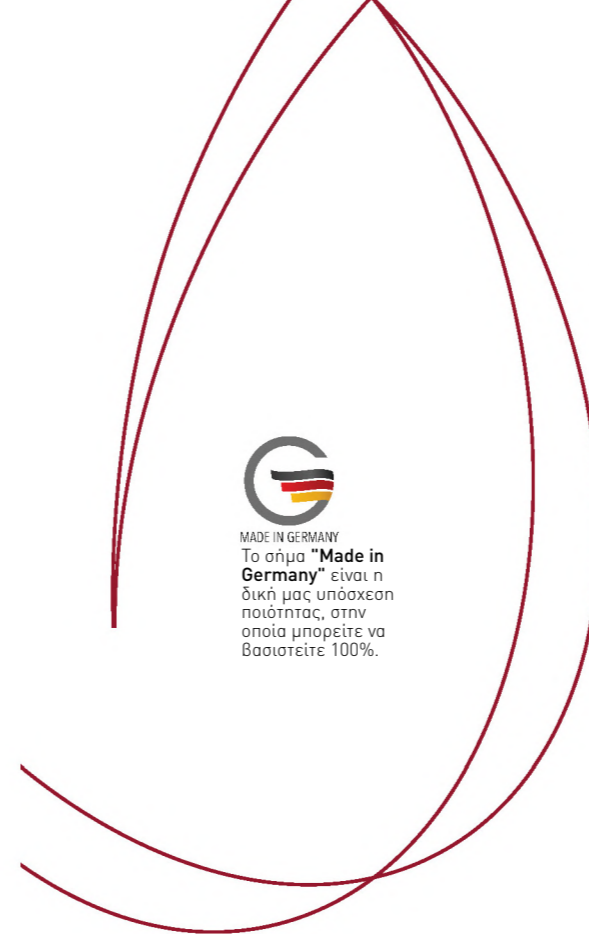 MADE IN GERMANY
Το σήμα "Made in
Germany" είναι η
δική μας υπόσχεση
ποιότητας, στην
οποία μπορείτε να
βασιστείτε 100%.